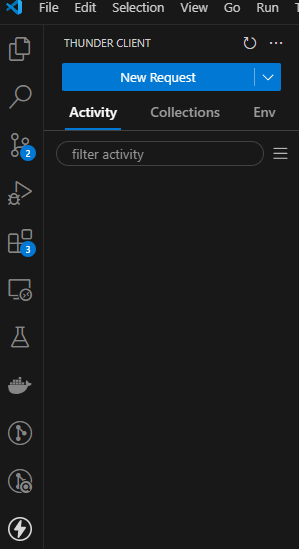 File Edit Selection View Go Run
THUNDER CLIENT
New Request
Activity Collections Env
filter activity
2
3